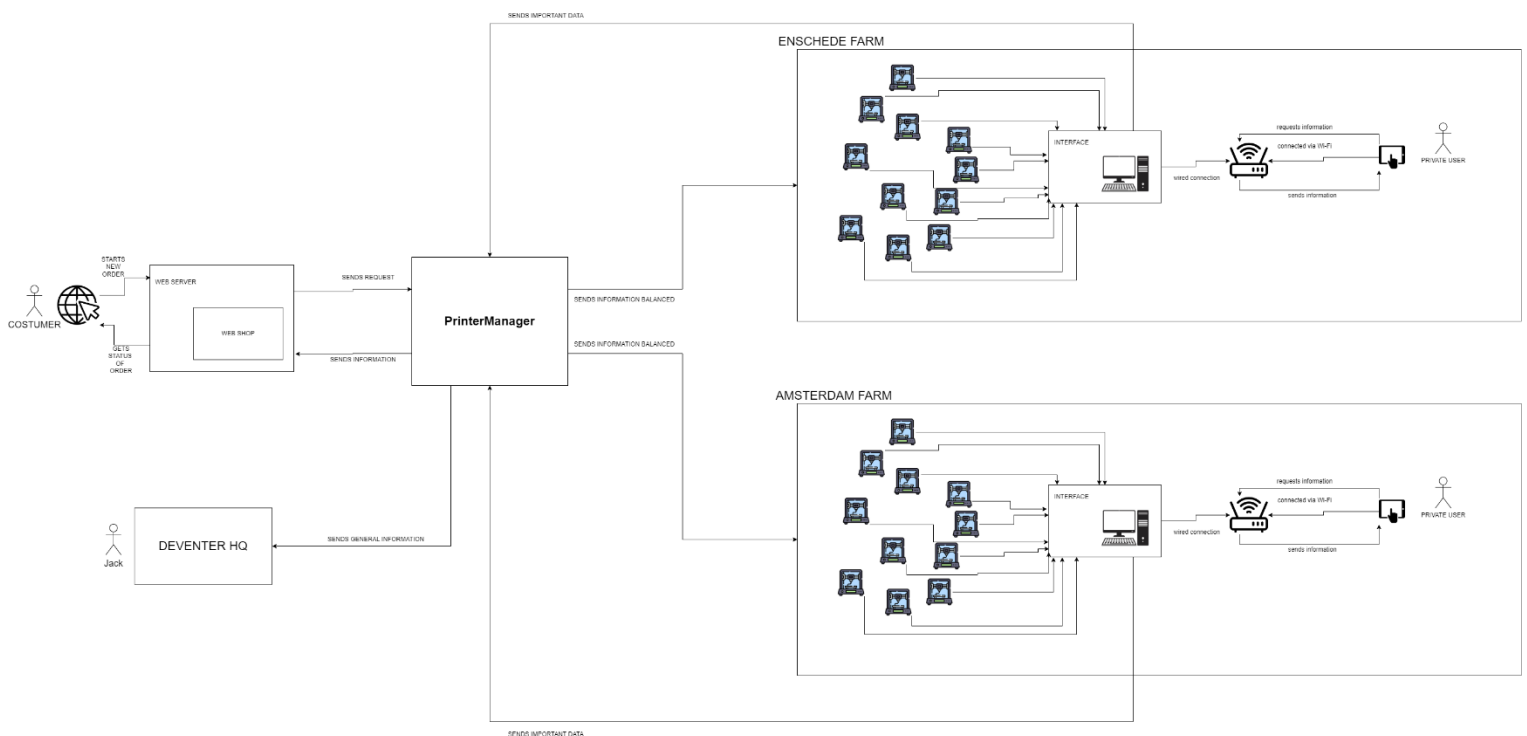 SENDS IMPORTANT DATA
ENSCHEDE FARM
INTERFACE
requests information
connected via Wi-Fi
PRIVATE USER
wired connection
sends information
STARTS
NEW
ORDER
WEB SERVER
SENDS REQUEST
SENDS INFORMATION BALANCED
COSTUMER
WEB SHOP
PrinterManager
GETS
STATUS
OF
ORDER
SENDS INFORMATION
SENDS INFORMATION BALANCED
AMSTERDAM FARM
INTERFACE
requests information
connected via Wi-Fi
PRIVATE USER
wired connection
sends information
DEVENTER HQ
SENDS GENERAL INFORMATION
Jack
SENDS IMPORTANT DATA